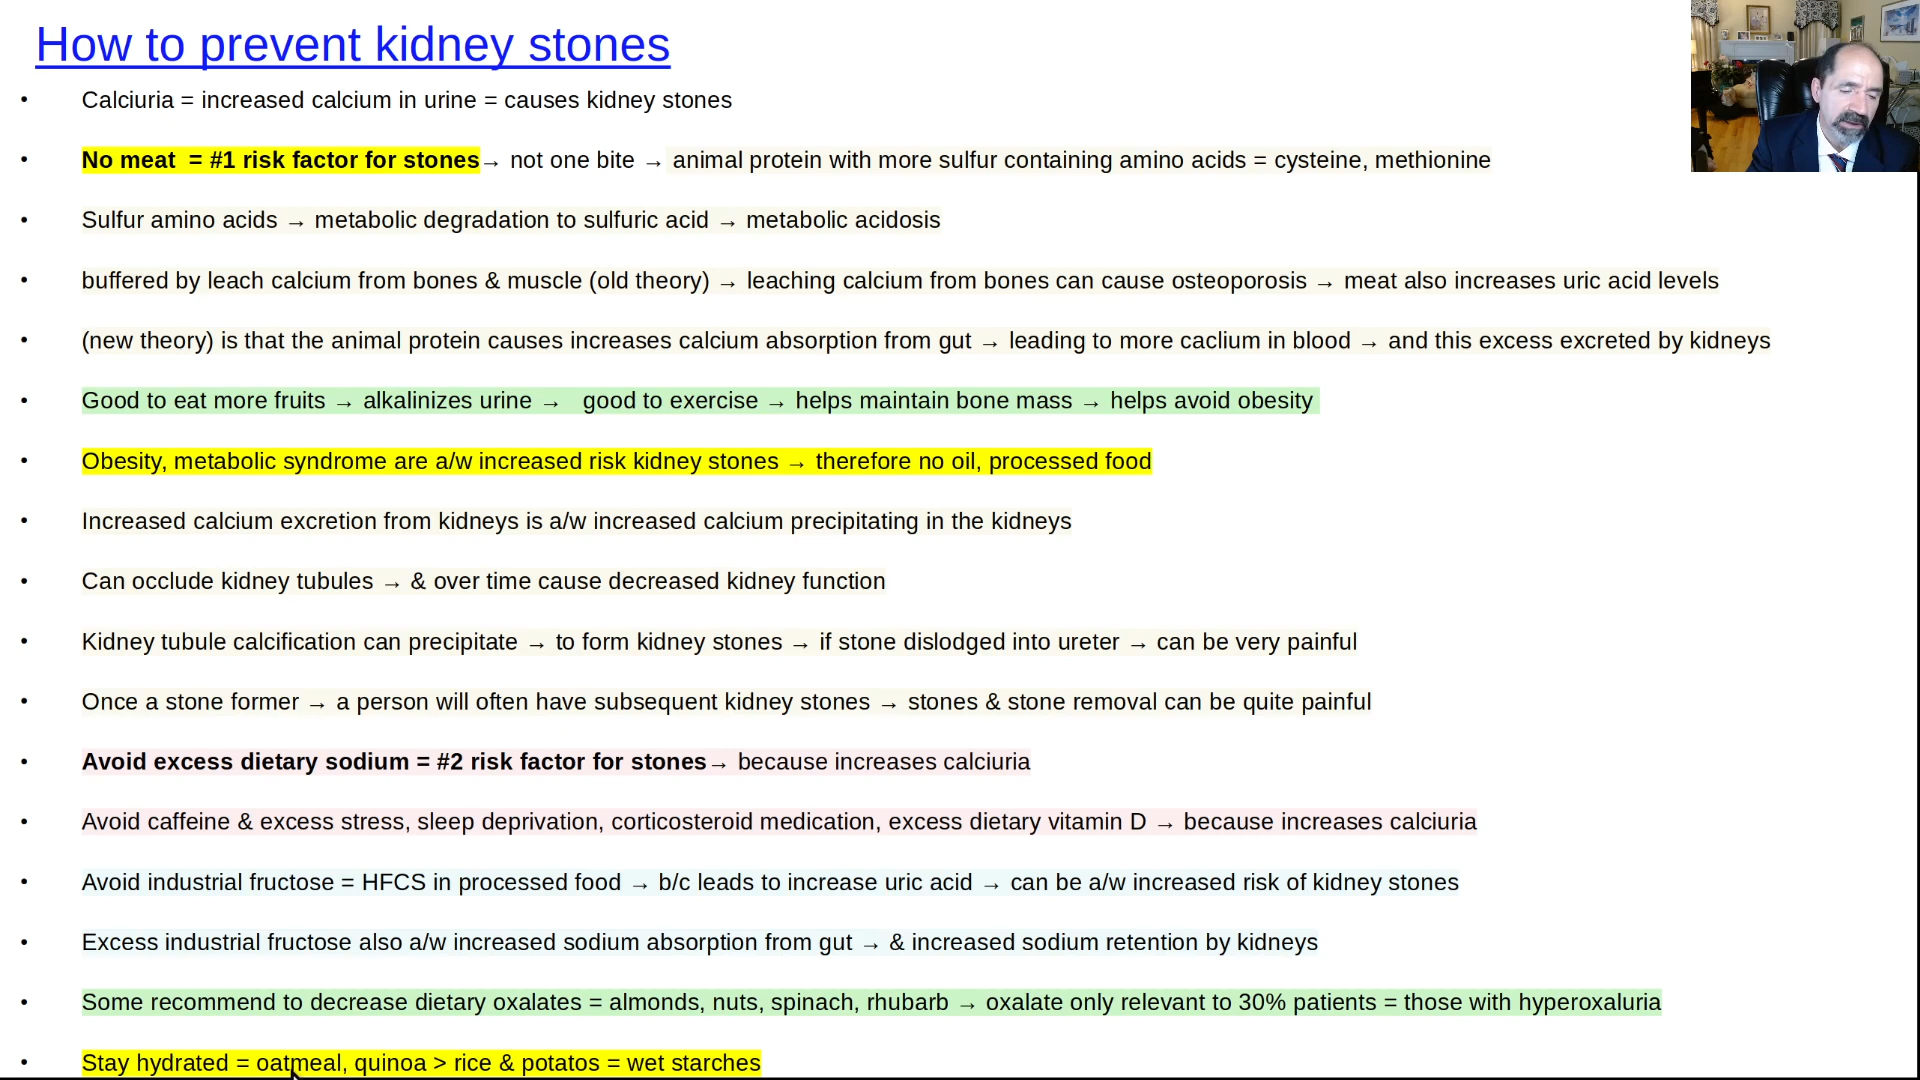 How to prevent kidney stones
• Calciuria = increased calcium in urine = causes kidney stones
• No meat = #1 risk factor for stones→ not one bite → animal protein with more sulfur containing amino acids = cysteine, methionine
• Sulfur amino acids → metabolic degradation to sulfuric acid → metabolic acidosis
• buffered by leach calcium from bones & muscle (old theory) → leaching calcium from bones can cause osteoporosis → meat also increases uric acid levels
• (new theory) is that the animal protein causes increases calcium absorption from gut → leading to more caclium in blood → and this excess excreted by kidneys
• Good to eat more fruits → alkalinizes urine → good to exercise → helps maintain bone mass → helps avoid obesity
• Obesity, metabolic syndrome are a/w increased risk kidney stones → therefore no oil, processed food
• Increased calcium excretion from kidneys is a/w increased calcium precipitating in the kidneys
• Can occlude kidney tubules → & over time cause decreased kidney function
• Kidney tubule calcification can precipitate → to form kidney stones → if stone dislodged into ureter → can be very painful
• Once a stone former → a person will often have subsequent kidney stones → stones & stone removal can be quite painful
• Avoid excess dietary sodium = #2 risk factor for stones→ because increases calciuria
• Avoid caffeine & excess stress, sleep deprivation, corticosteroid medication, excess dietary vitamin D → because increases calciuria
• Avoid industrial fructose = HFCS in processed food → b/c leads to increase uric acid → can be a/w increased risk of kidney stones
• Excess industrial fructose also a/w increased sodium absorption from gut → & increased sodium retention by kidneys
• Some recommend to decrease dietary oxalates = almonds, nuts, spinach, rhubarb → oxalate only relevant to 30% patients = those with hyperoxaluria
• Stay hydrated = oatmeal, quinoa > rice & potatos = wet starches